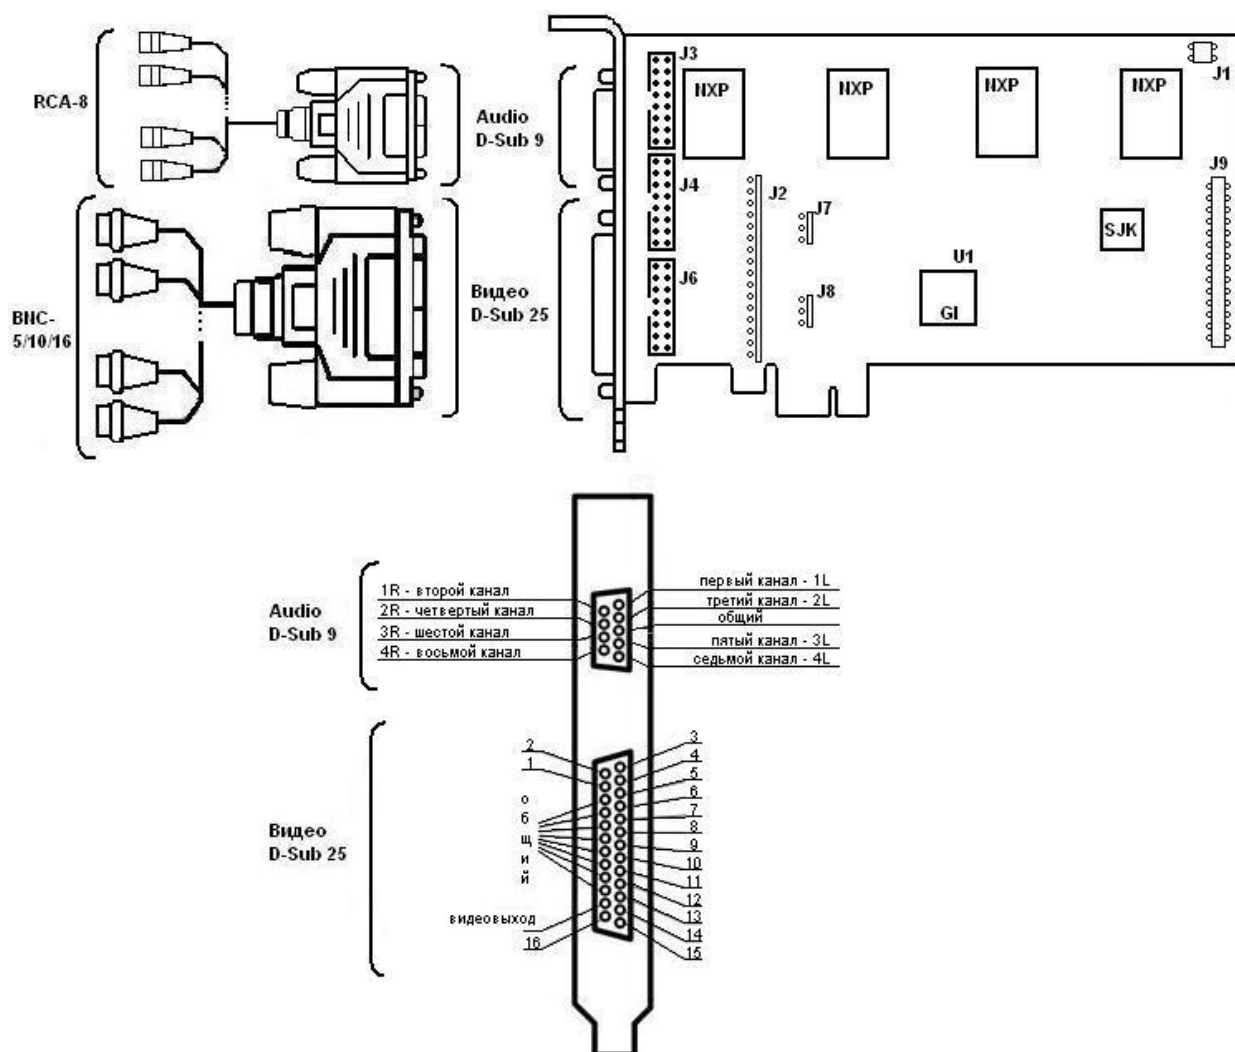 RCA-8
Audio
D-Sub 9
BNC-
5/10/16
Видео
D-Sub 25
J3
J4
J6
NXP
NXP
NXP
NXP
J1
J2
J7
J8
J9
SJK
U1
GI
Audio
D-Sub 9
1R - второй канал
2R - четвертый канал
3R - шестой канал
4R - восьмой канал
первый канал - 1L
третий канал - 2L
общий
пятый канал - 3L
седьмой канал - 4L
Видео
D-Sub 25
2
1
общий
видеовыход
16
3
4
5
6
7
8
9
10
11
12
13
14
15